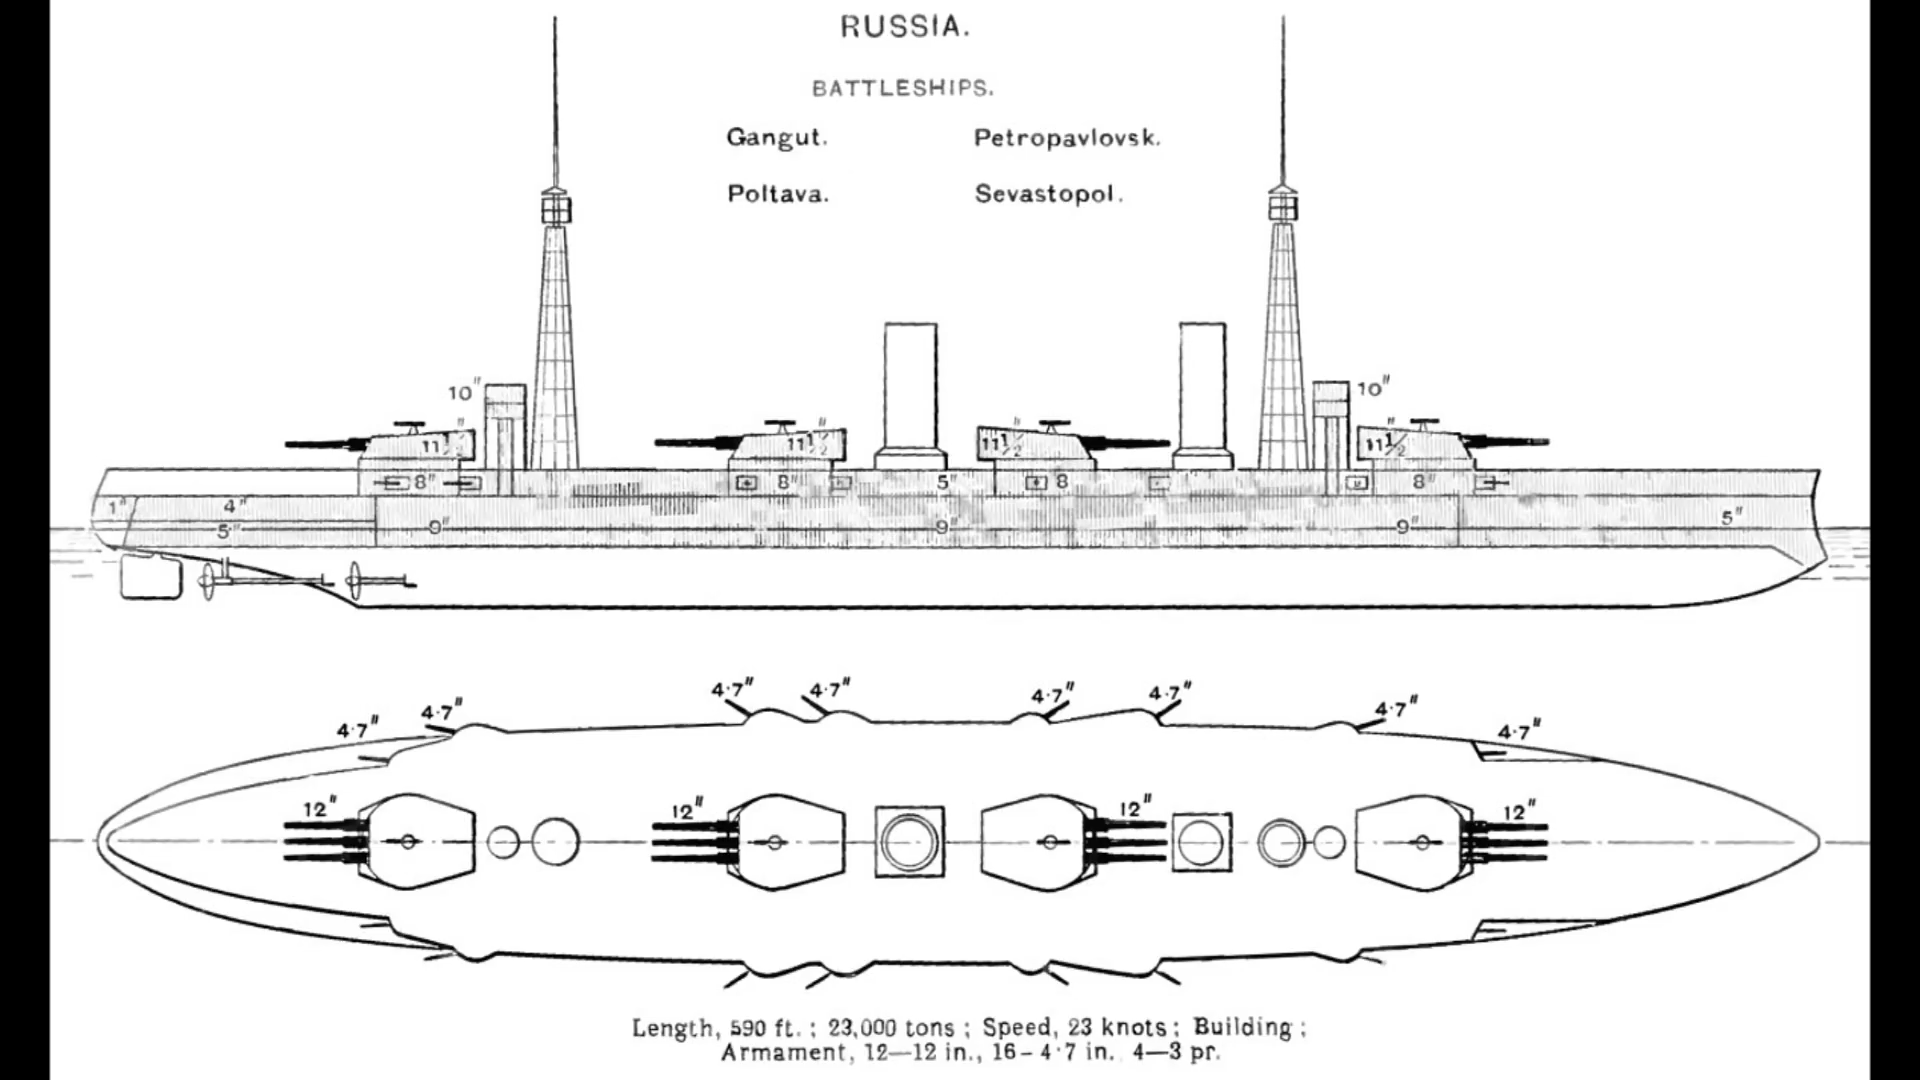 RUSSIA.
BATTLESHIPS.
Gangut. Petropavlovsk.
Poltava. Sevastopol.
10" 10"
11½" 11½" 11½" 11½"
8" 8" 5" 8 8"
1" 4"
5" 9" 9" 9" 5"
4·7" 4·7" 4·7" 4·7" 4·7" 4·7" 4·7" 4·7"
12" 12" 12" 12"
Length, 590 ft. ; 23,000 tons ; Speed, 23 knots ; Building ;
Armament, 12—12 in., 16-4·7 in. 4—3 pr.